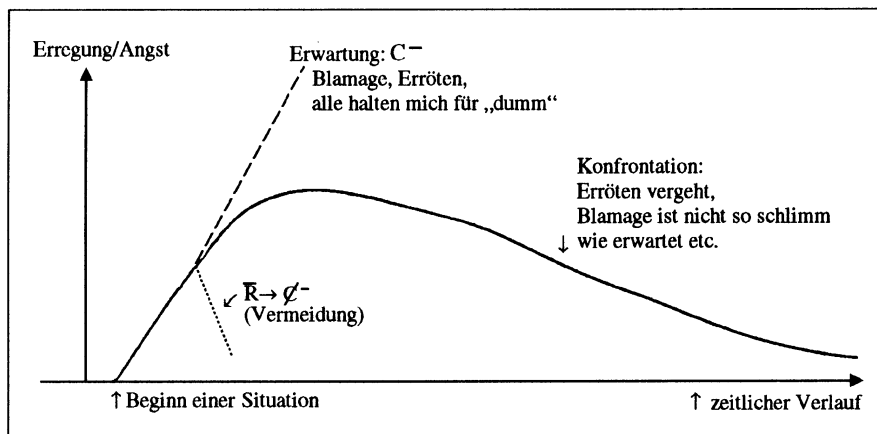 Erregung/Angst
Erwartung: C⁻
Blamage, Erröten,
alle halten mich für „dumm“
Konfrontation:
Erröten vergeht,
Blamage ist nicht so schlimm
↓ wie erwartet etc.
↙ R̅ → C̸⁻
(Vermeidung)
↑ Beginn einer Situation
↑ zeitlicher Verlauf